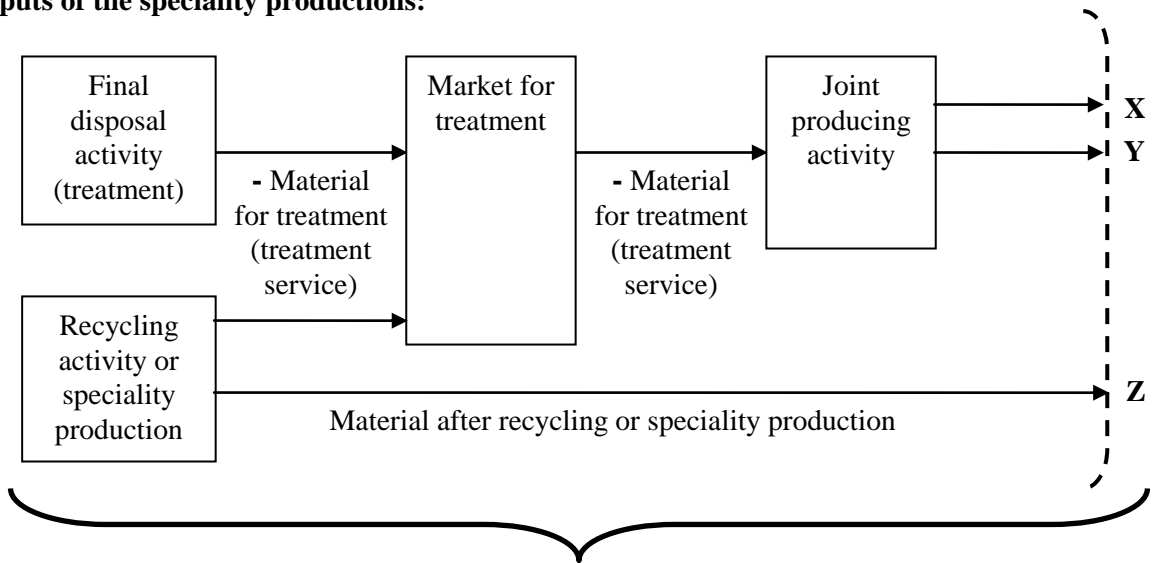 puts of the speciality productions:
Final
disposal
activity
(treatment)
Market for
treatment
Joint
producing
activity
X
Y
- Material
for treatment
(treatment
service)
- Material
for treatment
(treatment
service)
Recycling
activity or
speciality
production
Z
Material after recycling or speciality production